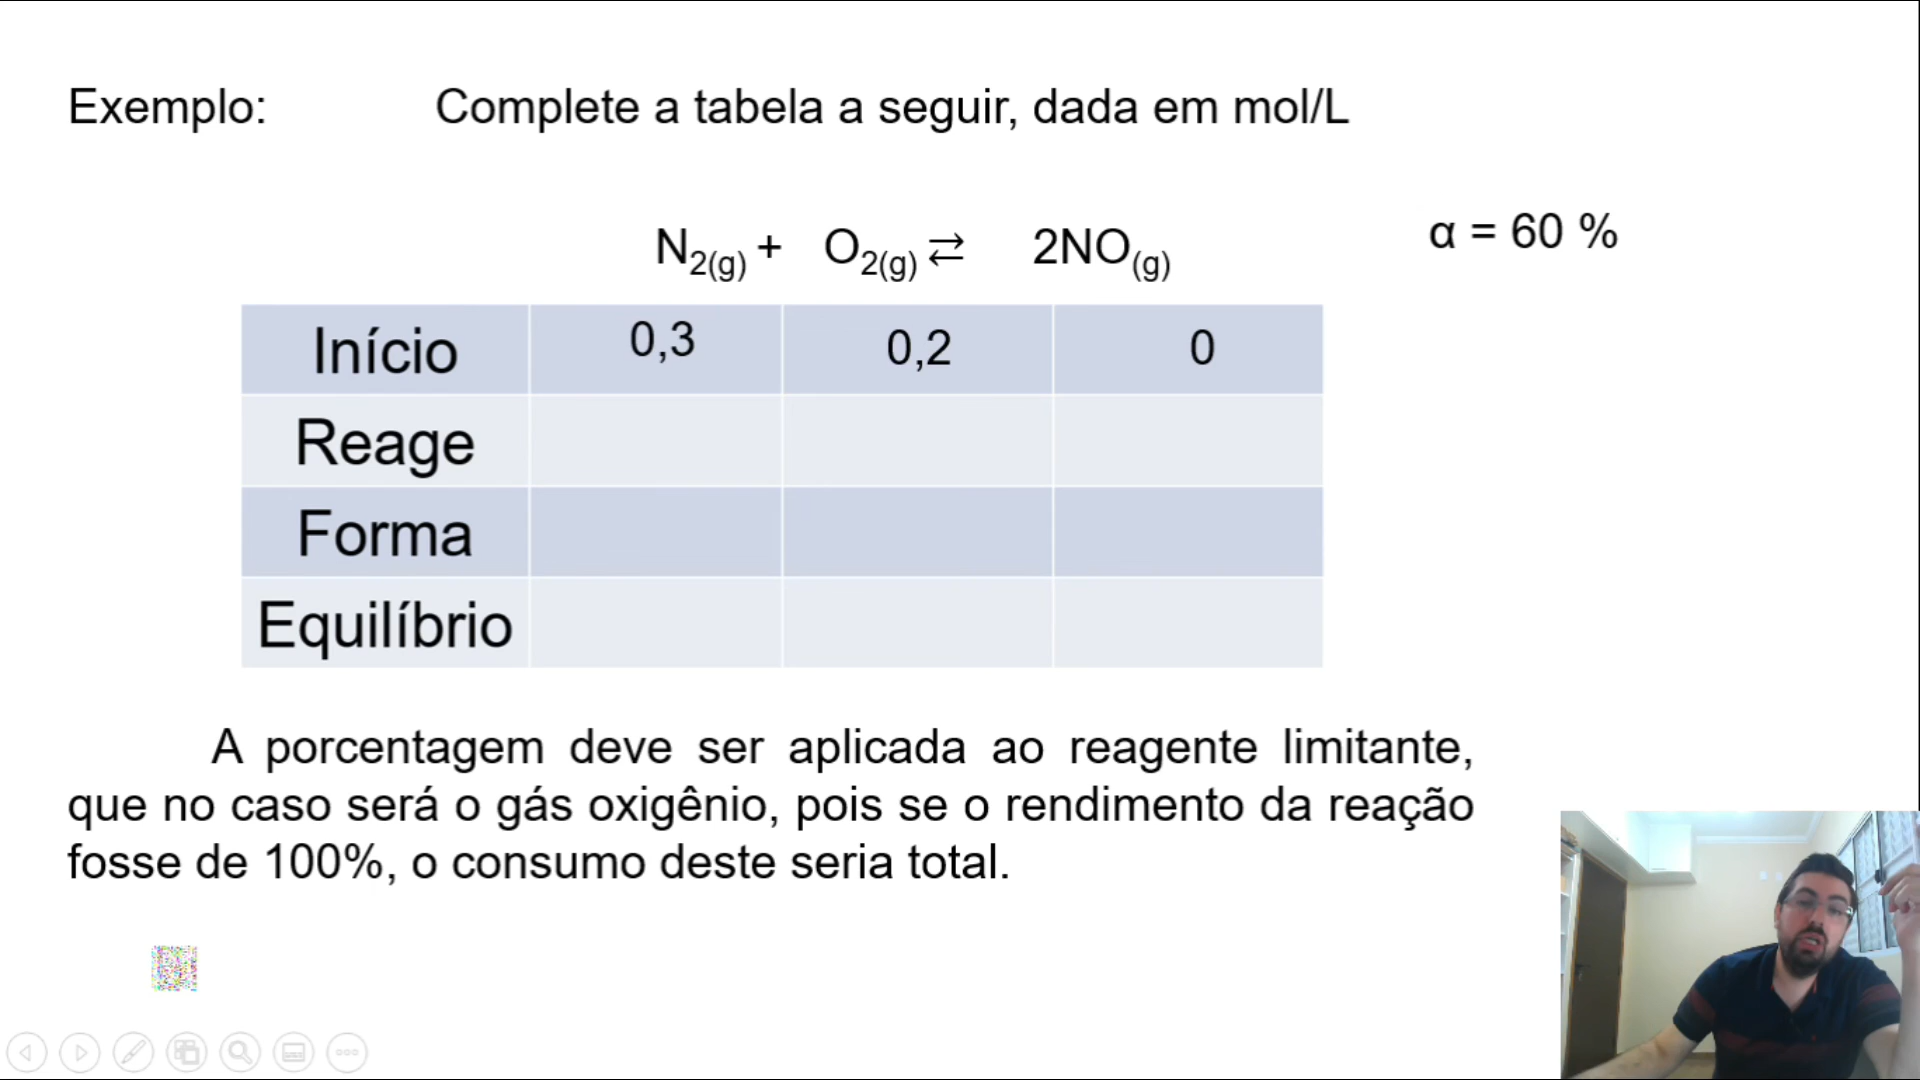 Exemplo: Complete a tabela a seguir, dada em mol/L
N2(g) + O2(g) ⇄ 2NO(g) α = 60 %
Início 0,3 0,2 0
Reage
Forma
Equilíbrio
A porcentagem deve ser aplicada ao reagente limitante,
que no caso será o gás oxigênio, pois se o rendimento da reação
fosse de 100%, o consumo deste seria total.